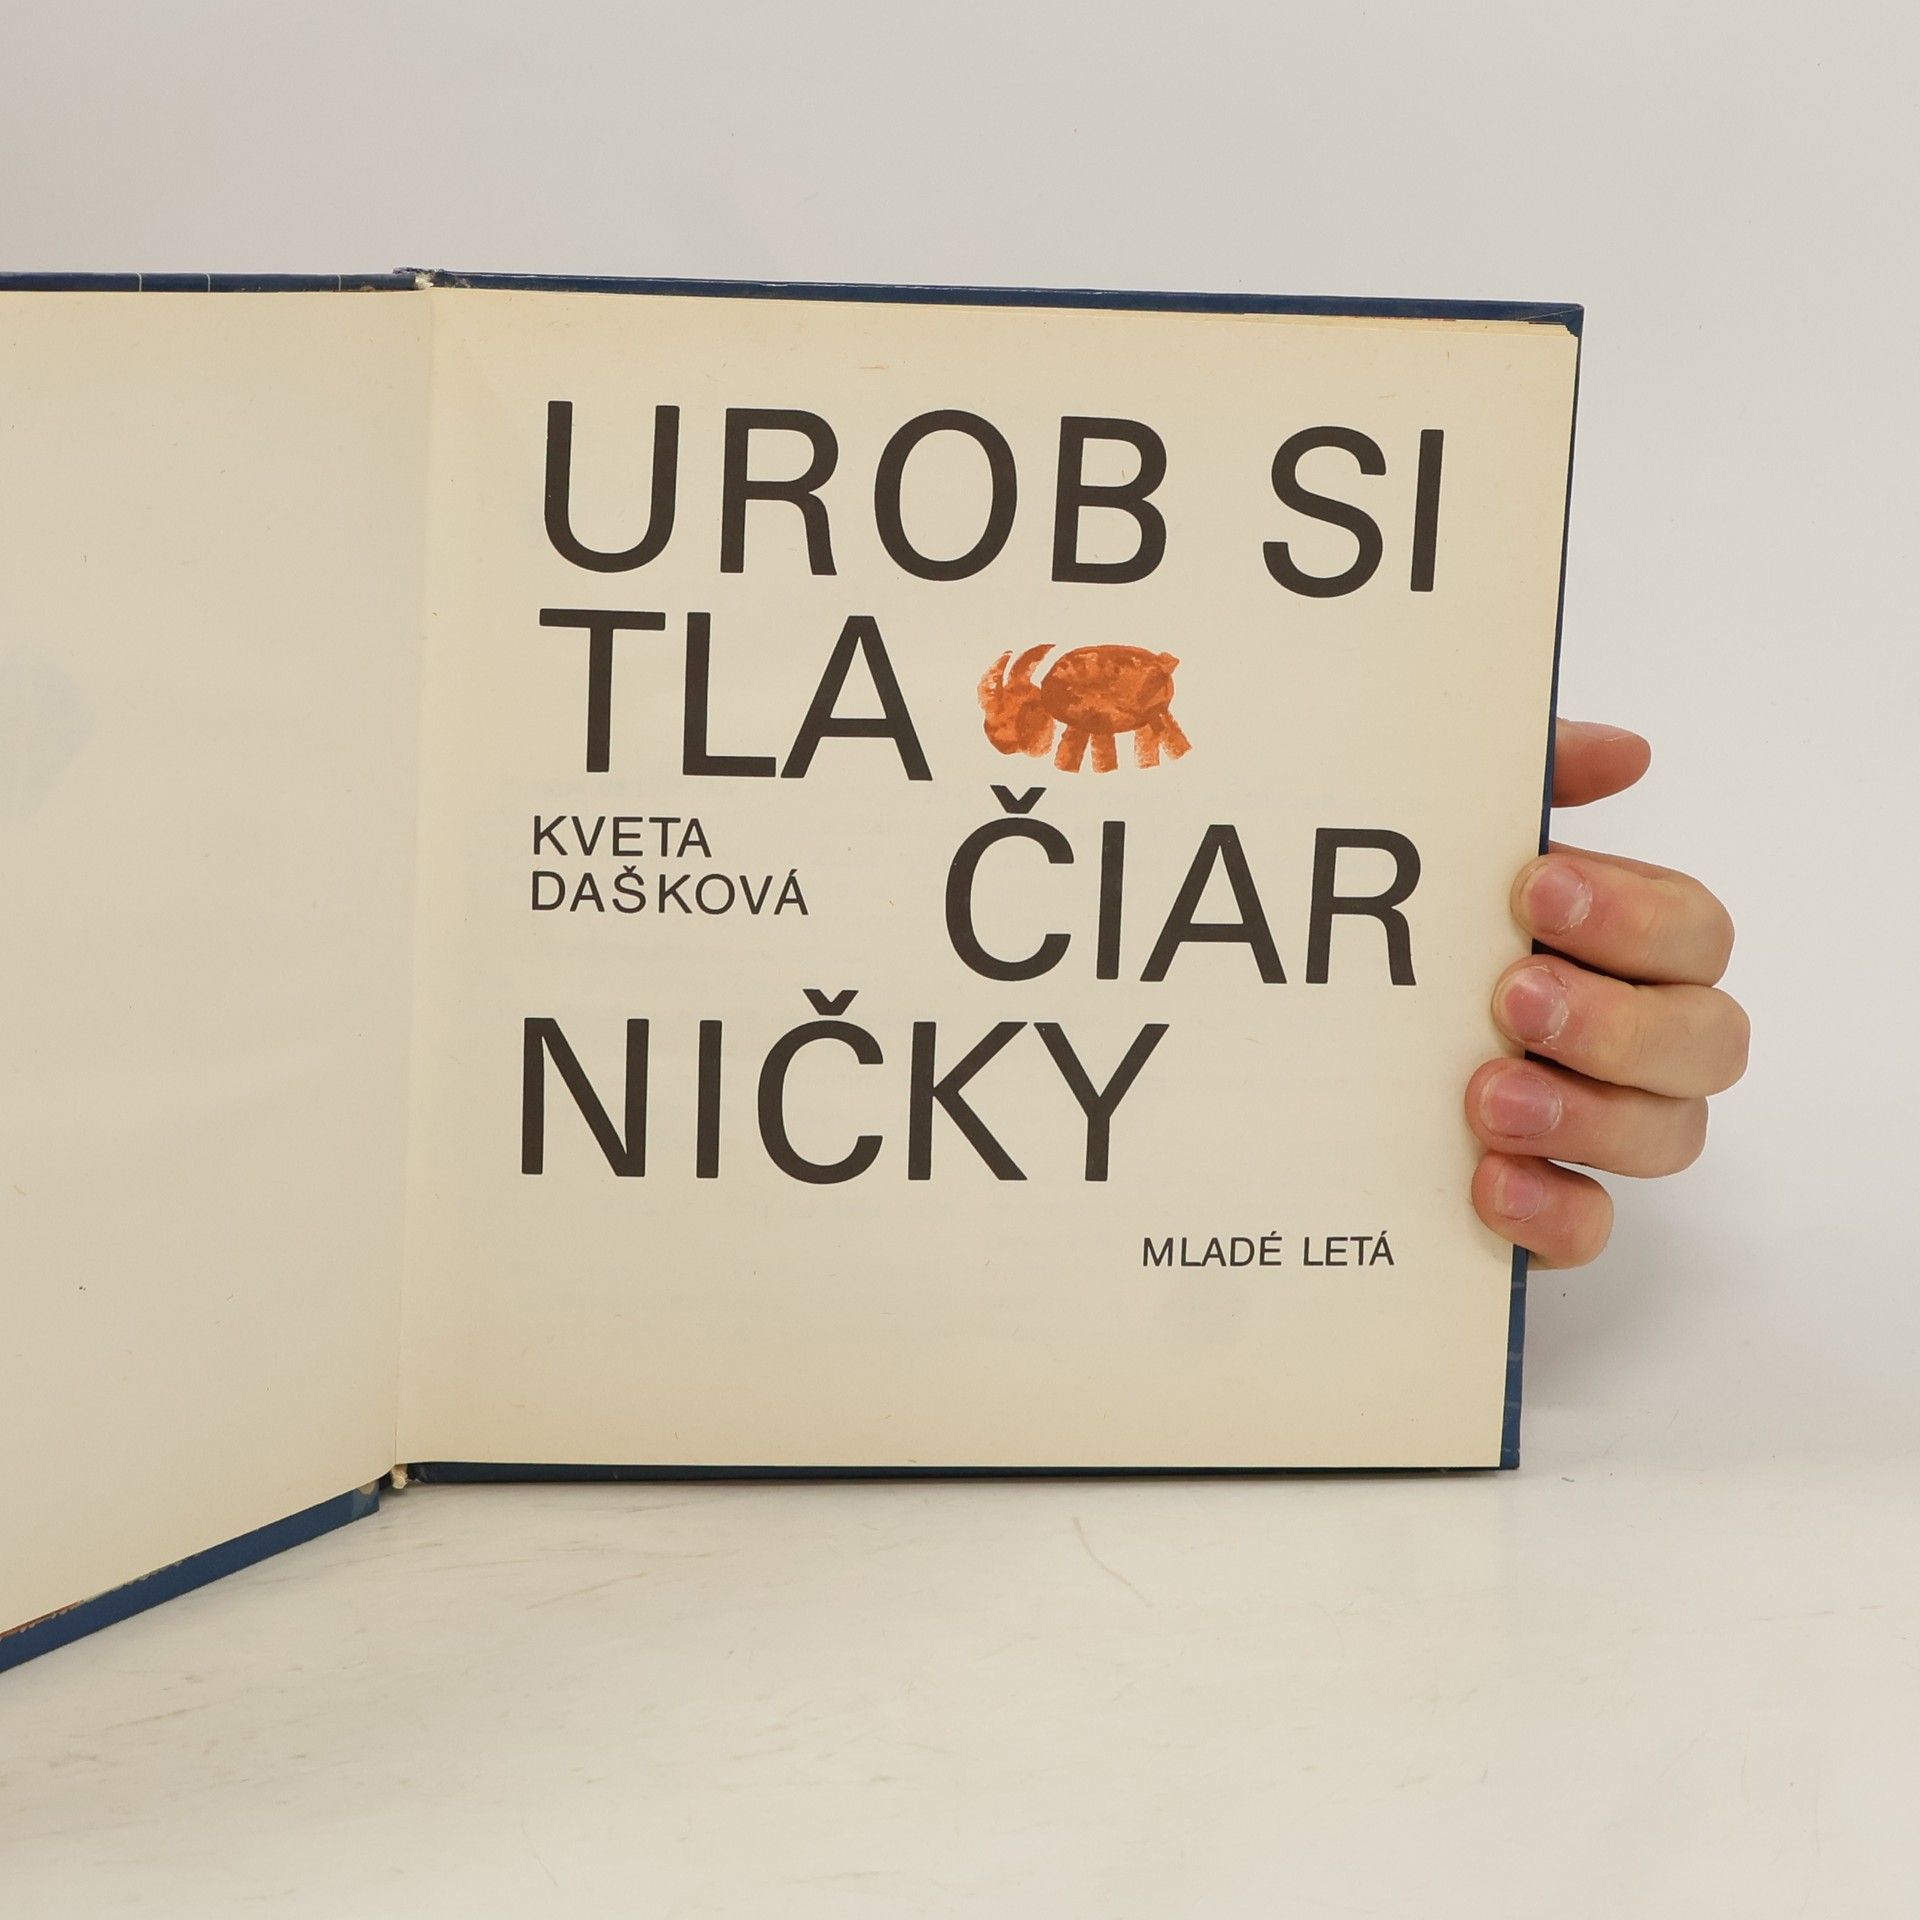 UROB SI
TLA
KVETA
DAŠKOVÁ
ČIAR
NIČKY
MLADÉ LETÁ